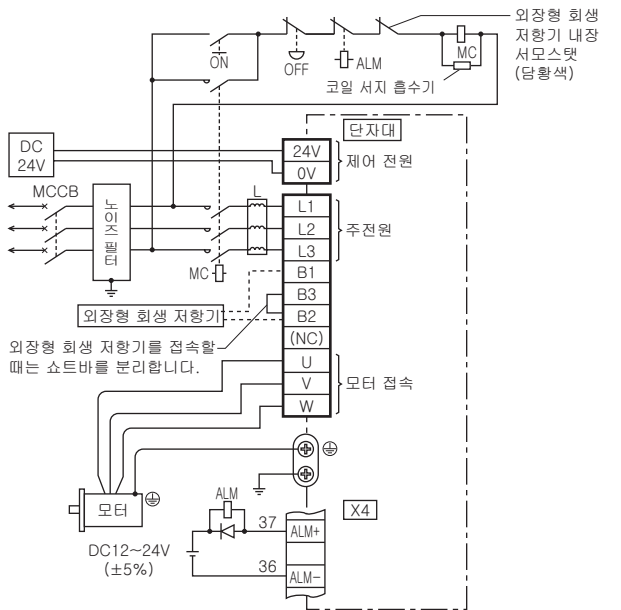 외장형 회생
저항기 내장
서모스탯
(담황색)
ON
OFF
ALM
MC
코일 서지 흡수기
단자대
DC
24V
24V
0V
제어 전원
MCCB
노이즈 필터
L
L1
L2
L3
주전원
MC
B1
B3
B2
(NC)
외장형 회생 저항기
외장형 회생 저항기를 접속할
때는 쇼트바를 분리합니다.
U
V
W
모터 접속
모터
ALM
X4
37
ALM+
DC12~24V
(±5%)
36
ALM-